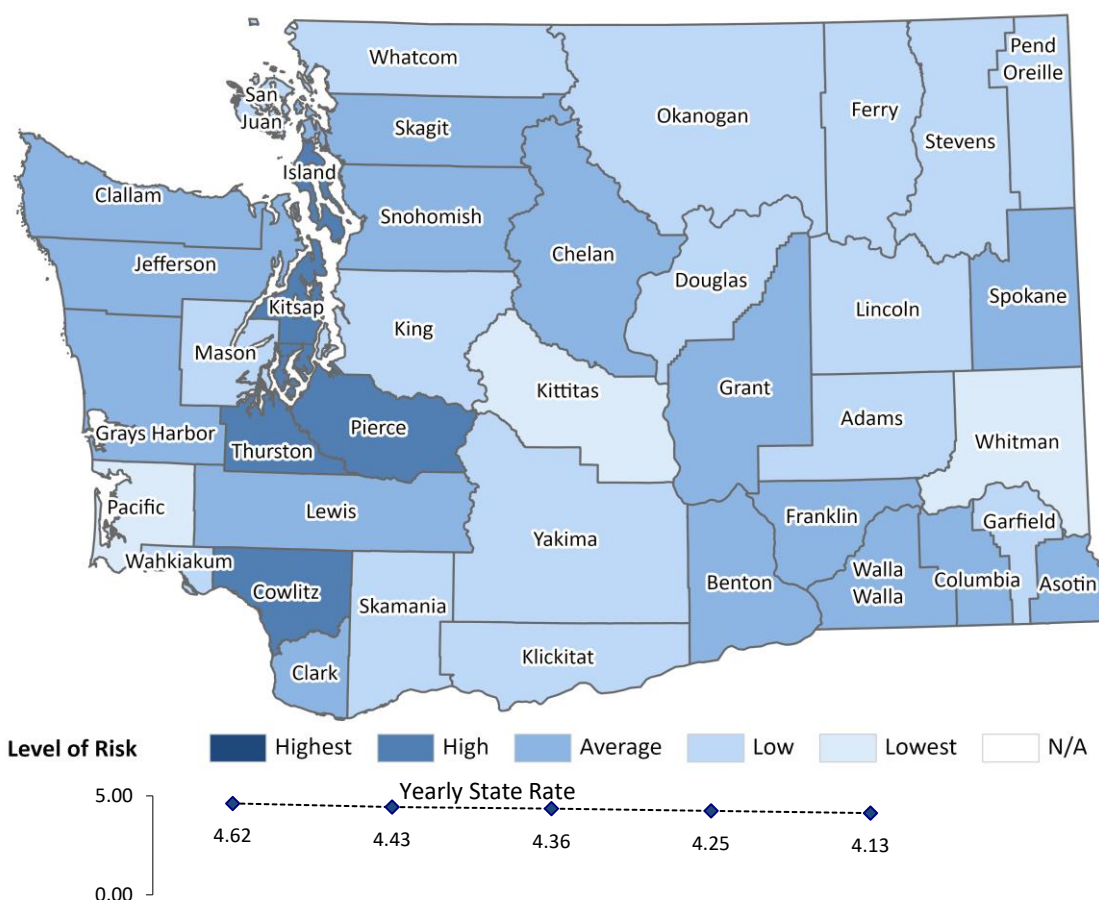 Whatcom
Pend
Oreille
San
Juan
Okanogan
Ferry
Stevens
Skagit
Island
Clallam
Snohomish
Chelan
Jefferson
Douglas
Spokane
Kitsap
Lincoln
King
Mason
Kittitas
Grant
Adams
Grays Harbor
Pierce
Whitman
Thurston
Pacific
Lewis
Franklin
Garfield
Yakima
Wahkiakum
Walla
Walla
Columbia
Asotin
Benton
Cowlitz
Skamania
Klickitat
Clark
Level of Risk Highest High Average Low Lowest N/A
Yearly State Rate
5.00
4.62 4.43 4.36 4.25 4.13
0.00